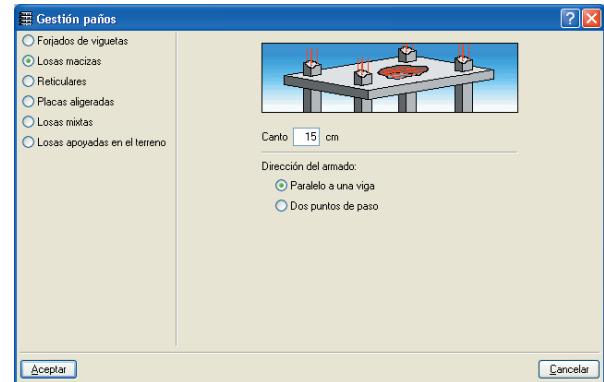 Gestión paños
Forjados de viguetas
Losas macizas
Reticulares
Placas aligeradas
Losas mixtas
Losas apoyadas en el terreno
Canto 15 cm
Dirección del armado:
Paralelo a una viga
Dos puntos de paso
Aceptar
Cancelar